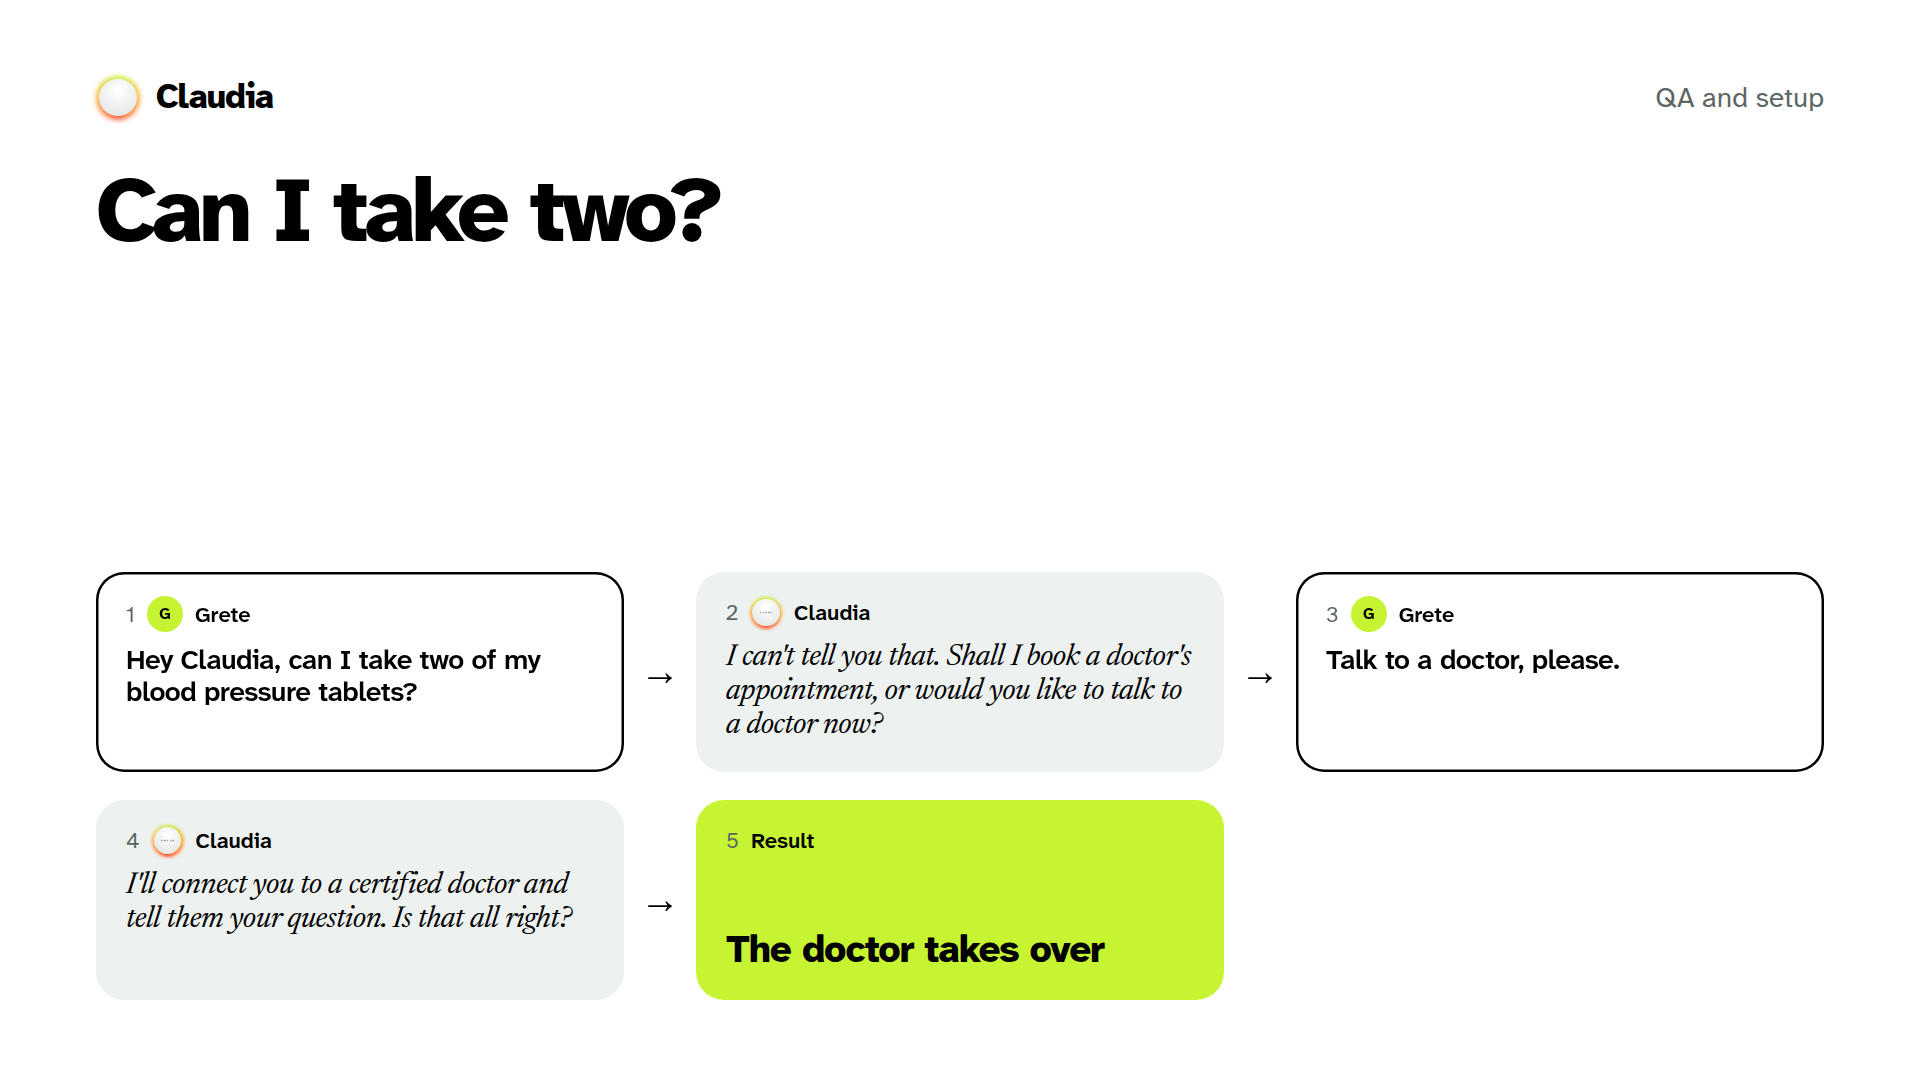 Claudia
QA and setup
Can I take two?
1 G Grete
Hey Claudia, can I take two of my
blood pressure tablets?
→
2 Claudia
I can't tell you that. Shall I book a doctor's
appointment, or would you like to talk to
a doctor now?
→
3 G Grete
Talk to a doctor, please.
4 Claudia
I'll connect you to a certified doctor and
tell them your question. Is that all right?
→
5 Result
The doctor takes over